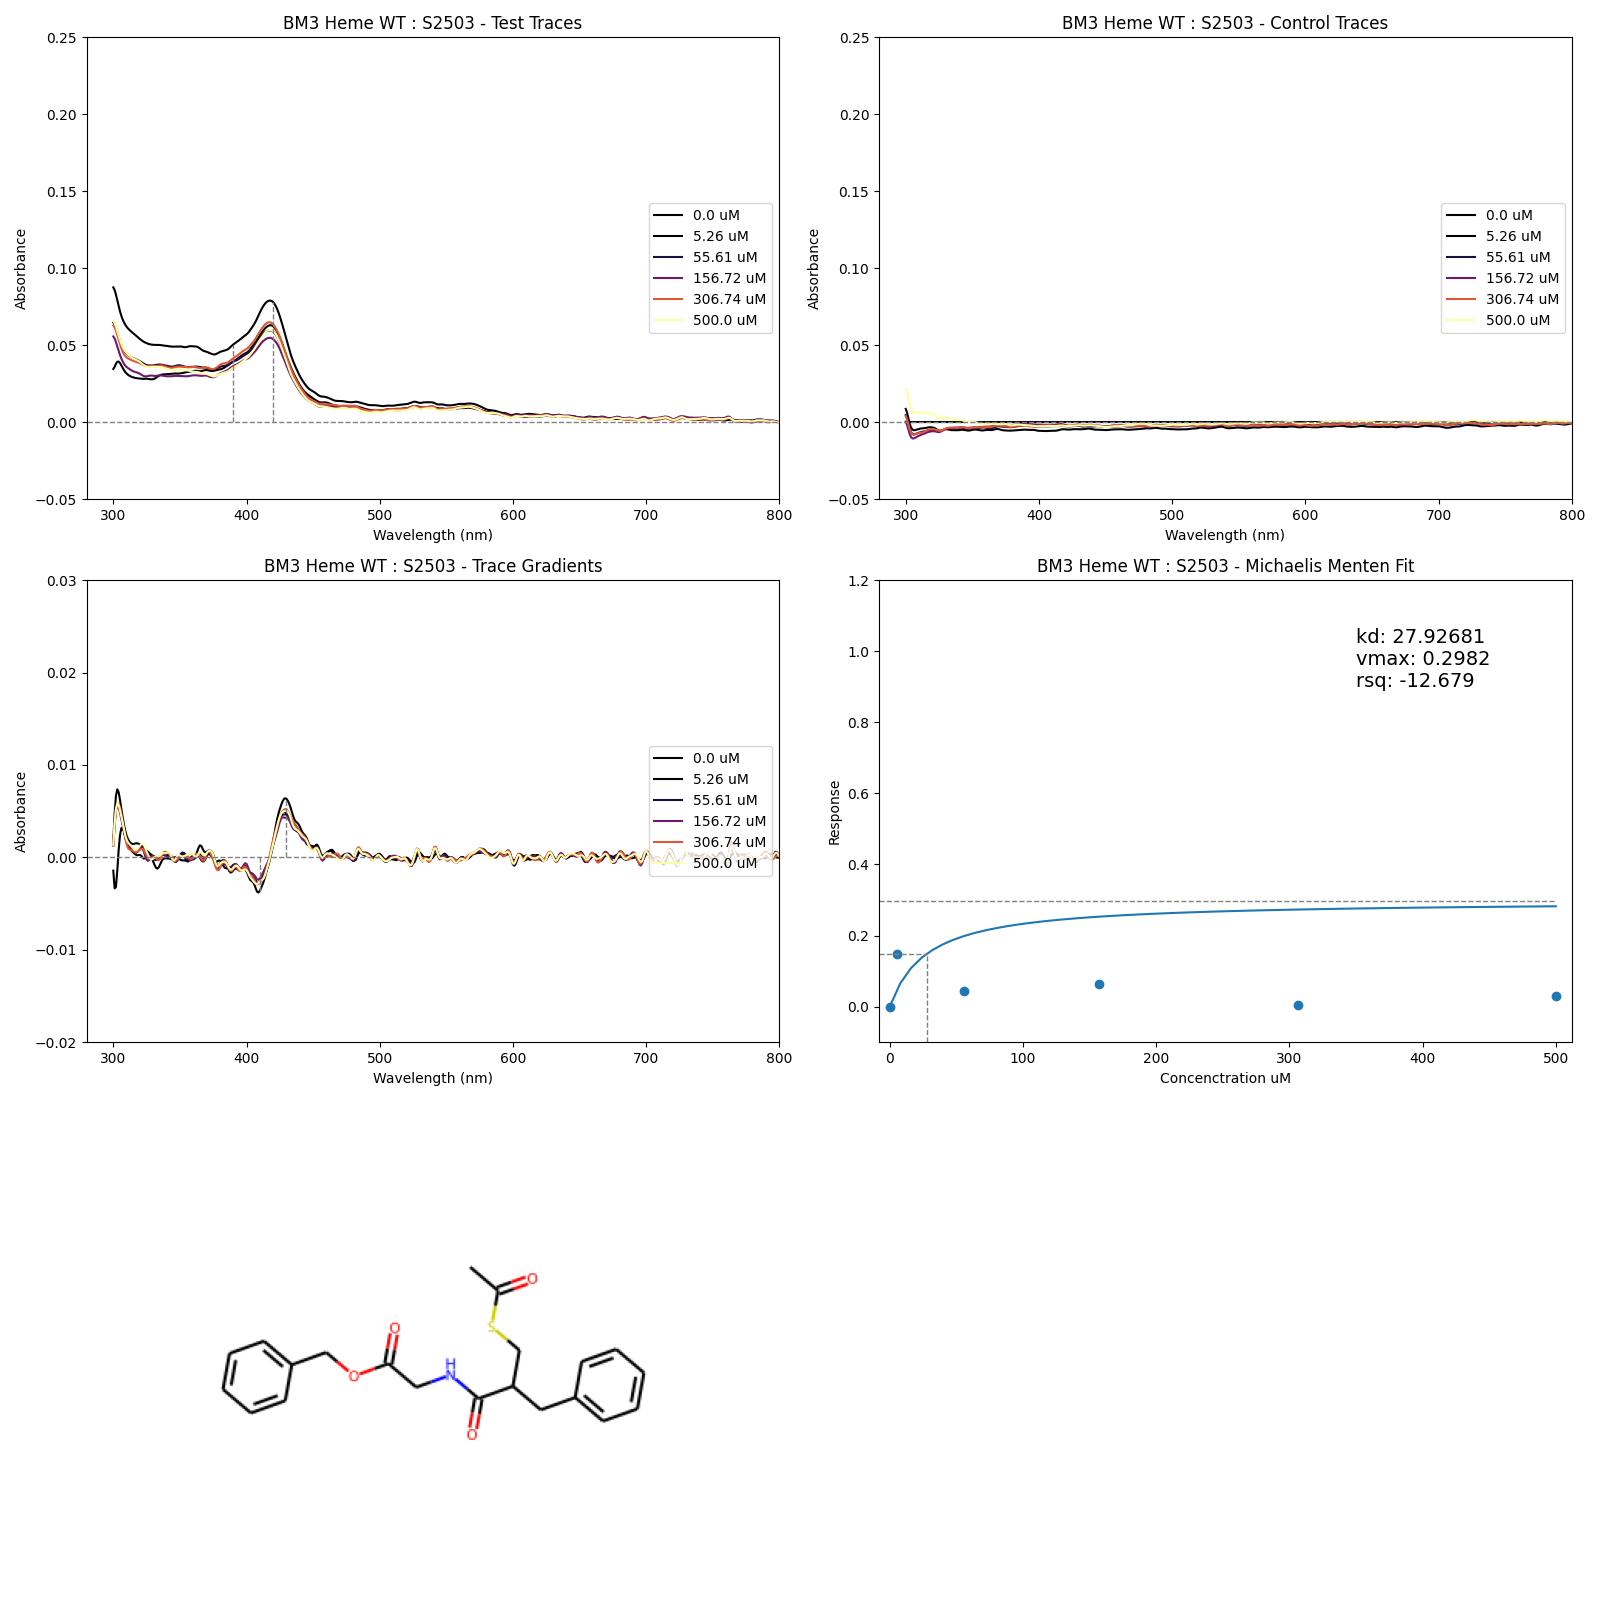 BM3 Heme WT : S2503 - Test Traces
Absorbance
0.25
0.20
0.15
0.10
0.05
0.00
−0.05
300 400 500 600 700 800
Wavelength (nm)
0.0 uM
5.26 uM
55.61 uM
156.72 uM
306.74 uM
500.0 uM
BM3 Heme WT : S2503 - Control Traces
Absorbance
0.25
0.20
0.15
0.10
0.05
0.00
−0.05
300 400 500 600 700 800
Wavelength (nm)
0.0 uM
5.26 uM
55.61 uM
156.72 uM
306.74 uM
500.0 uM
BM3 Heme WT : S2503 - Trace Gradients
Absorbance
0.03
0.02
0.01
0.00
−0.01
−0.02
300 400 500 600 700 800
Wavelength (nm)
0.0 uM
5.26 uM
55.61 uM
156.72 uM
306.74 uM
500.0 uM
BM3 Heme WT : S2503 - Michaelis Menten Fit
Response
1.2
1.0
0.8
0.6
0.4
0.2
0.0
0 100 200 300 400 500
Concenctration uM
kd: 27.92681
vmax: 0.2982
rsq: -12.679
O
S
O
H
N
O
O